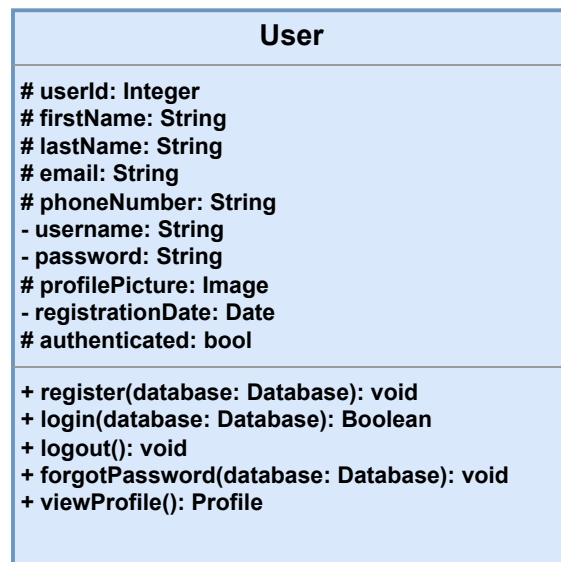 User
# userId: Integer
# firstName: String
# lastName: String
# email: String
# phoneNumber: String
- username: String
- password: String
# profilePicture: Image
- registrationDate: Date
# authenticated: bool
+ register(database: Database): void
+ login(database: Database): Boolean
+ logout(): void
+ forgotPassword(database: Database): void
+ viewProfile(): Profile